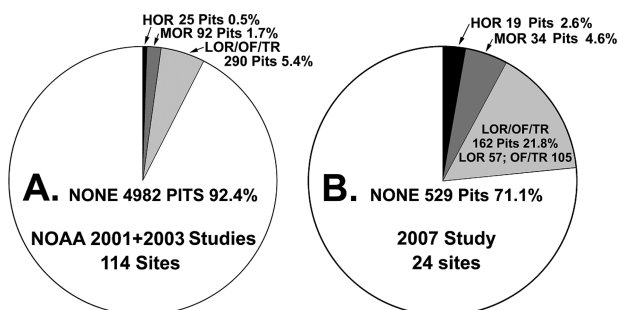 HOR 25 Pits 0.5%
MOR 92 Pits 1.7%
LOR/OF/TR
290 Pits 5.4%
A. NONE 4982 PITS 92.4%
NOAA 2001+2003 Studies
114 Sites
HOR 19 Pits 2.6%
MOR 34 Pits 4.6%
LOR/OF/TR
162 Pits 21.8%
LOR 57; OF/TR 105
B. NONE 529 Pits 71.1%
2007 Study
24 sites